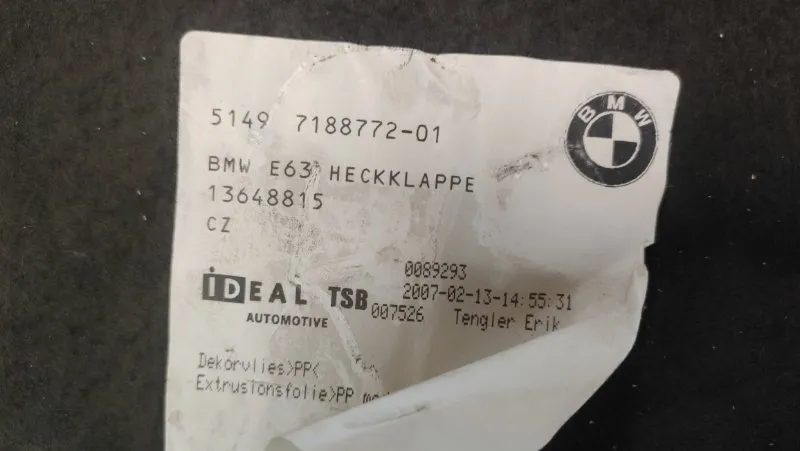 5149 7188772-01
BMW
BMW E63 HECKKLAPPE
13648815
CZ
0089293
iDEAL TSB 2007-02-13-14:55:31
AUTOMOTIVE 007526 Tengler Erik
Dekorvlies>PP<
Extrusionsfolie>PP